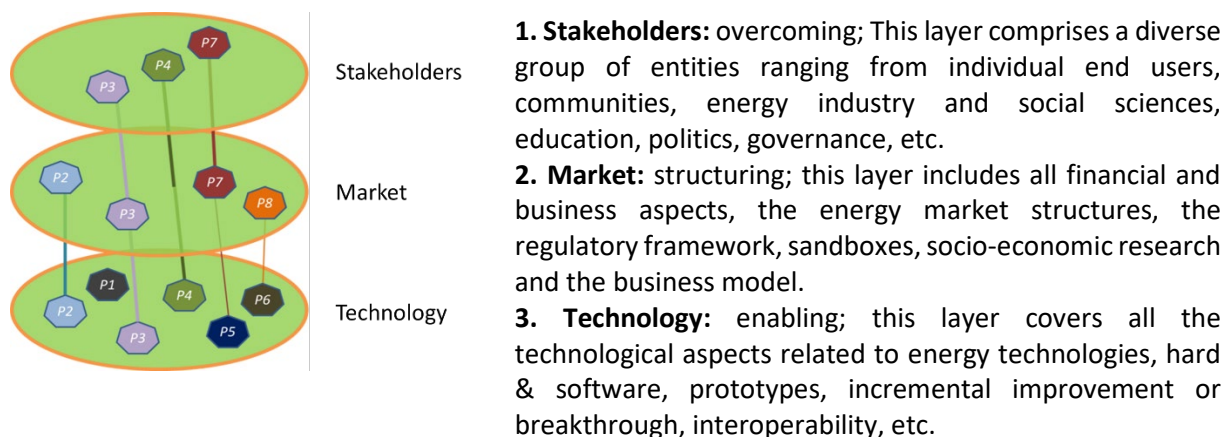 P7
P4
P3
Stakeholders
P2
P7
P8
P3
Market
P1
P4
P6
P2
P5
P3
Technology
1. Stakeholders: overcoming; This layer comprises a diverse
group of entities ranging from individual end users,
communities, energy industry and social sciences,
education, politics, governance, etc.
2. Market: structuring; this layer includes all financial and
business aspects, the energy market structures, the
regulatory framework, sandboxes, socio-economic research
and the business model.
3. Technology: enabling; this layer covers all the
technological aspects related to energy technologies, hard
& software, prototypes, incremental improvement or
breakthrough, interoperability, etc.